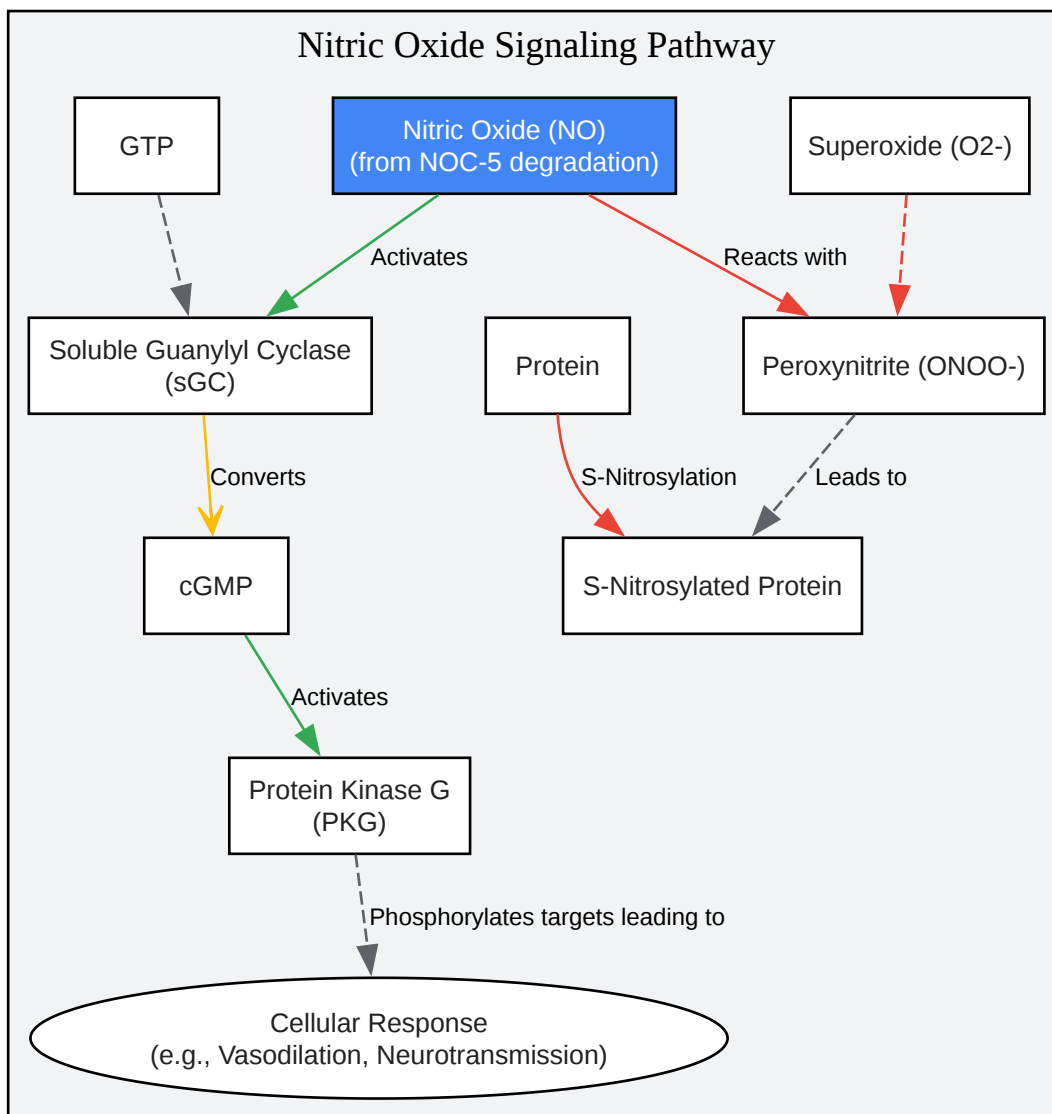 Nitric Oxide Signaling Pathway
GTP
Nitric Oxide (NO)
(from NOC-5 degradation)
Superoxide (O2-)
Activates
Reacts with
Soluble Guanylyl Cyclase
(sGC)
Protein
Peroxynitrite (ONOO-)
Converts
S-Nitrosylation
Leads to
cGMP
S-Nitrosylated Protein
Activates
Protein Kinase G
(PKG)
Phosphorylates targets leading to
Cellular Response
(e.g., Vasodilation, Neurotransmission)